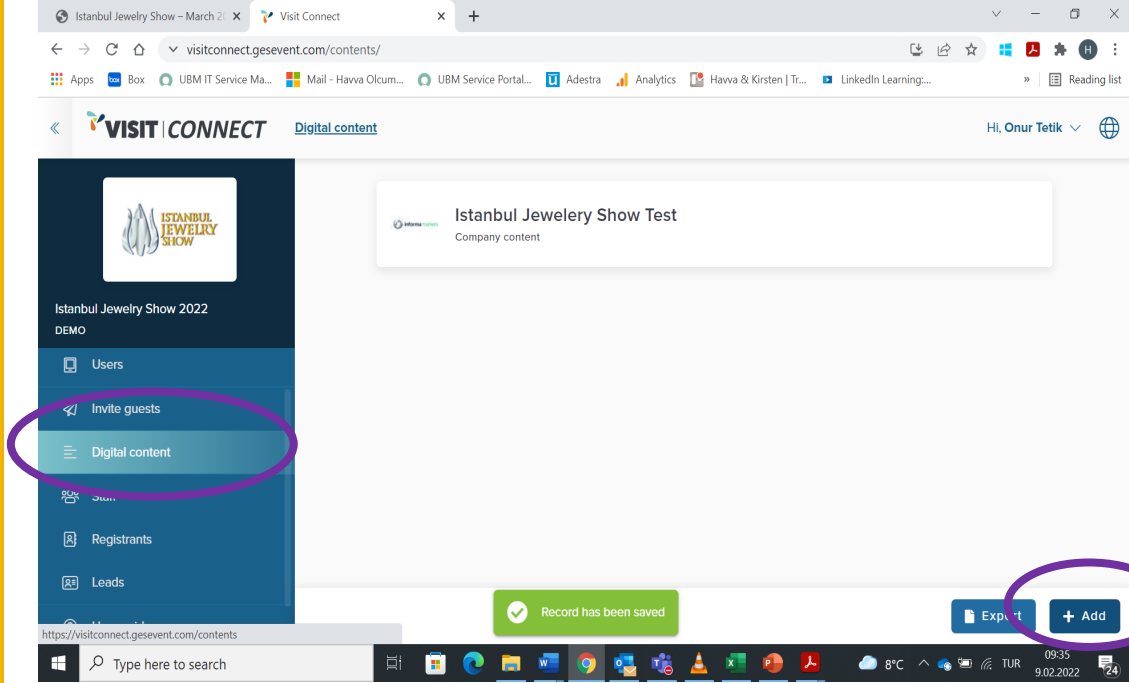 Istanbul Jewelry Show – March 2
Visit Connect
visitconnect.gesevent.com/contents/
H
Apps
box
Box
UBM IT Service Ma...
Mail - Havva Olcum...
UBM Service Portal...
Adestra
Analytics
Havva & Kirsten | Tr...
LinkedIn Learning:...
»
Reading list
VISIT | CONNECT
Digital content
Hi, Onur Tetik
ISTANBUL
JEWELRY
SHOW
informa markets
Istanbul Jewelery Show Test
Company content
Istanbul Jewelry Show 2022
DEMO
Users
Invite guests
Digital content
Staff
Registrants
Leads
Record has been saved
Export
+ Add
https://visitconnect.gesevent.com/contents
Type here to search
8°C
TUR
09:35
9.02.2022
24